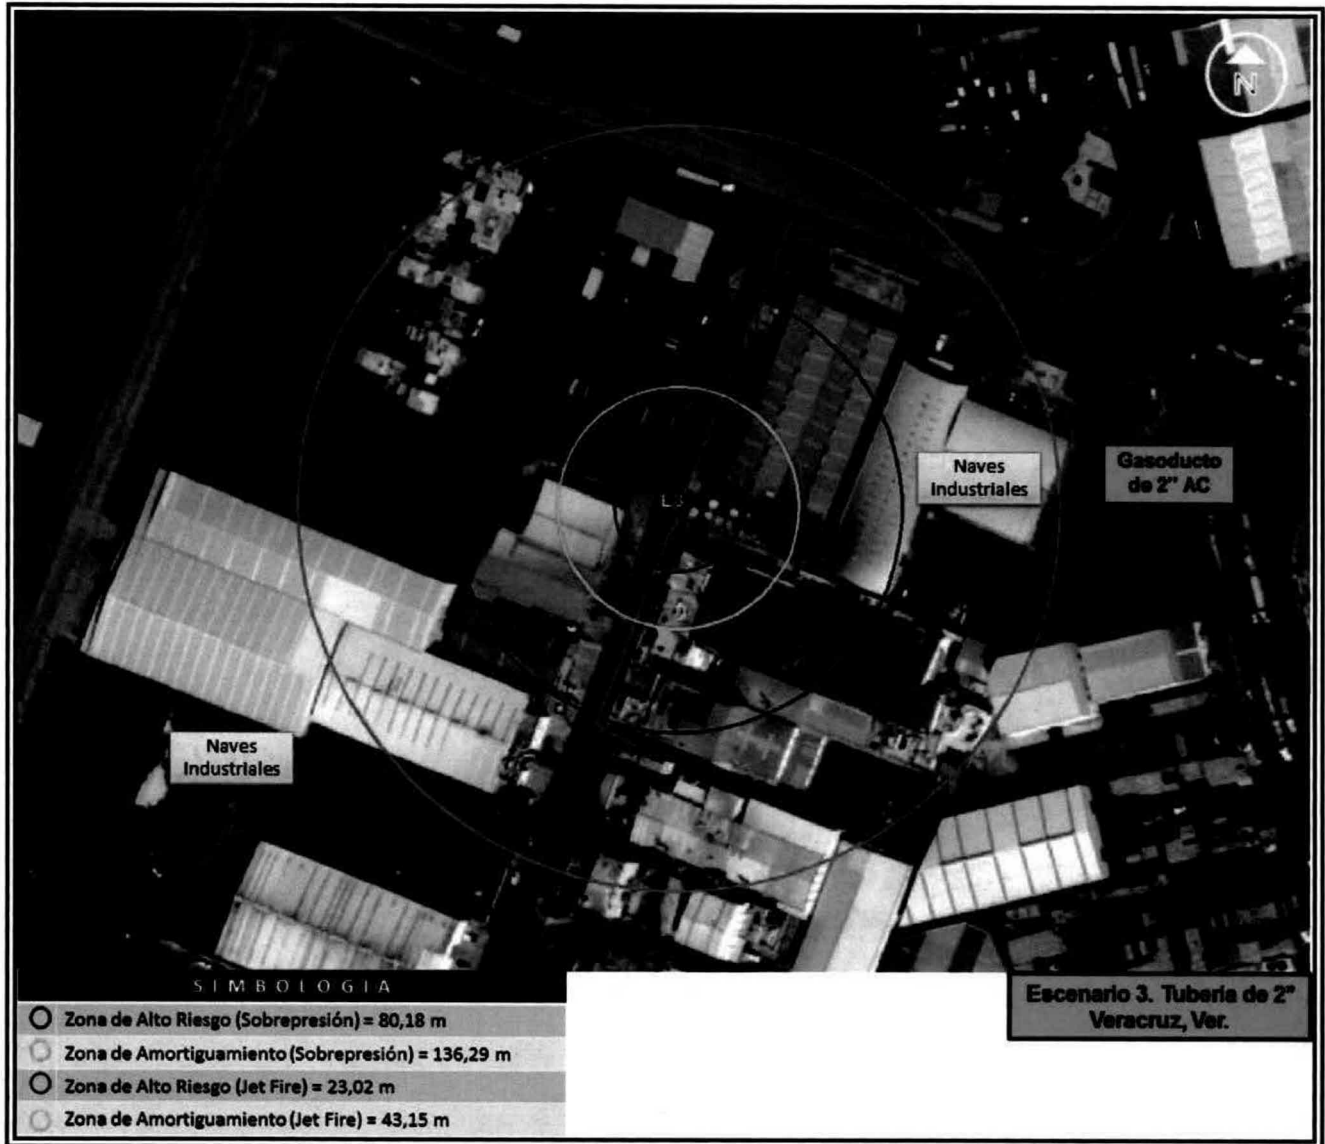 N
Naves
Industriales
Gasoducto
de 2" AC
Naves
Industriales
SIMBOLOGIA
Zona de Alto Riesgo (Sobrepresión) = 80,18 m
Zona de Amortiguamiento (Sobrepresión) = 136,29 m
Zona de Alto Riesgo (Jet Fire) = 23,02 m
Zona de Amortiguamiento (Jet Fire) = 43,15 m
Escenario 3. Tubería de 2"
Veracruz, Ver.